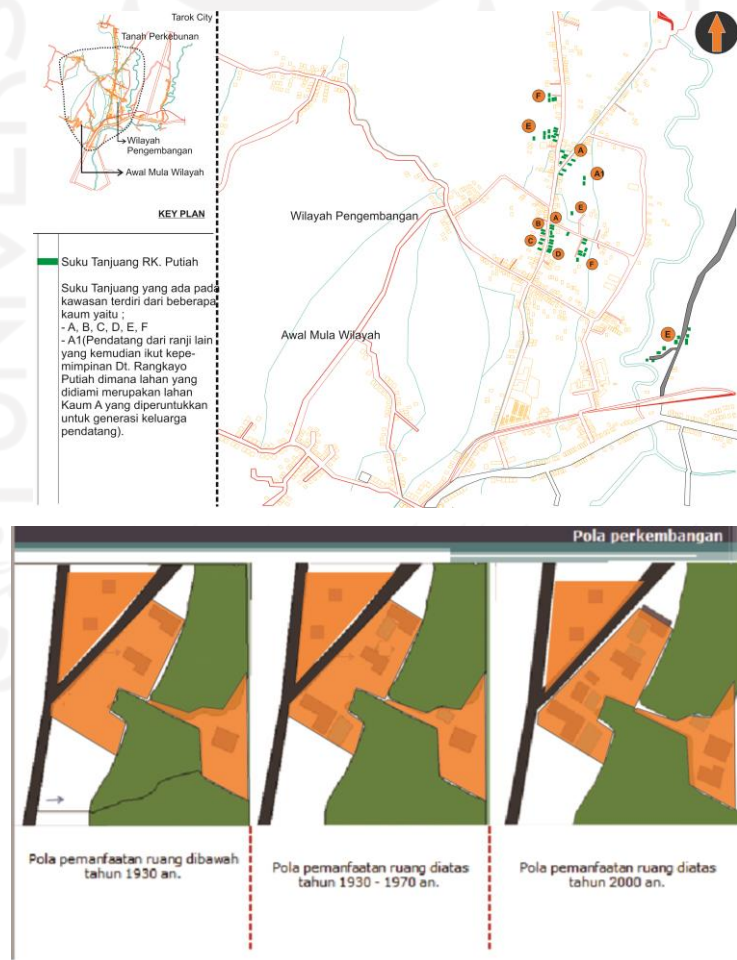 Tarok City
Tanah Perkebunan
Wilayah
Pengembangan
Awal Mula Wilayah
KEY PLAN
Suku Tanjuang RK. Putiah
Suku Tanjuang yang ada pada
kawasan terdiri dari beberapa
kaum yaitu ;
- A, B, C, D, E, F
- A1(Pendatang dari ranji lain
yang kemudian ikut kepe-
mimpinan Dt. Rangkayo
Putiah dimana lahan yang
didiami merupakan lahan
Kaum A yang diperuntukkan
untuk generasi keluarga
pendatang).
Wilayah Pengembangan
Awal Mula Wilayah
F
E
A
A1
E
B
A
C
D
F
E
Pola perkembangan
Pola pemanfaatan ruang dibawah
tahun 1930 an.
Pola pemanfaatan ruang diatas
tahun 1930 - 1970 an.
Pola pemanfaatan ruang diatas
tahun 2000 an.